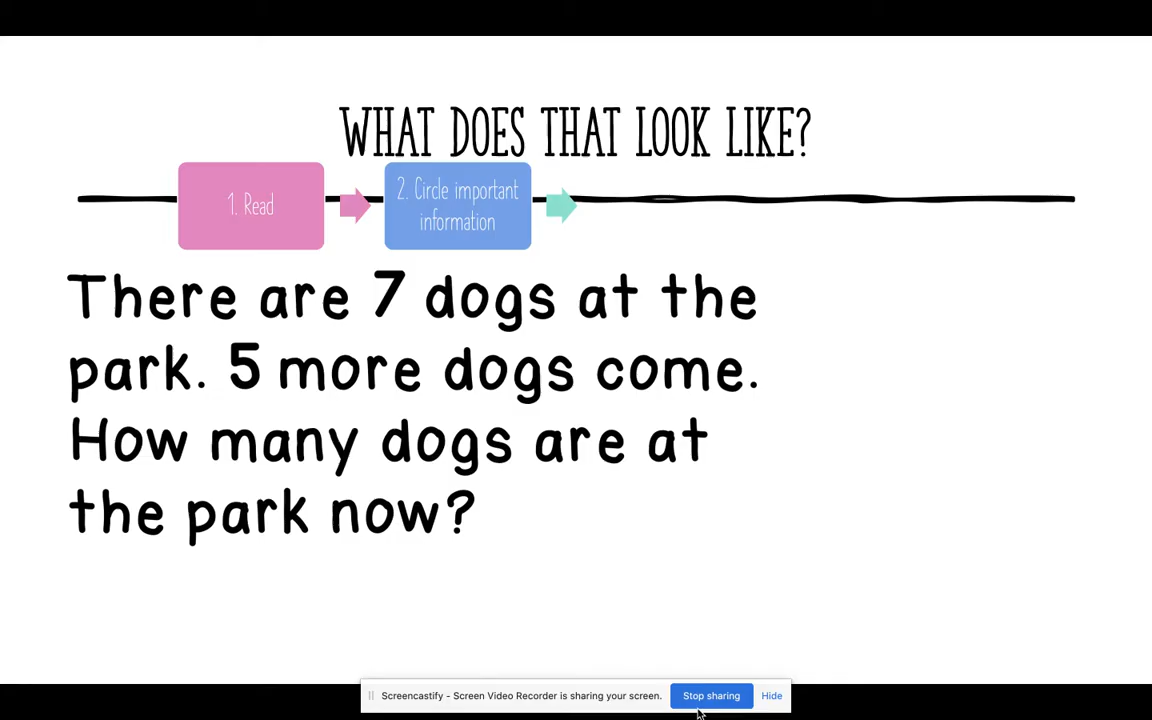 WHAT DOES THAT LOOK LIKE?
1. Read
2. Circle important
information
There are 7 dogs at the
park. 5 more dogs come.
How many dogs are at
the park now?
Screencastify - Screen Video Recorder is sharing your screen.
Stop sharing
Hide